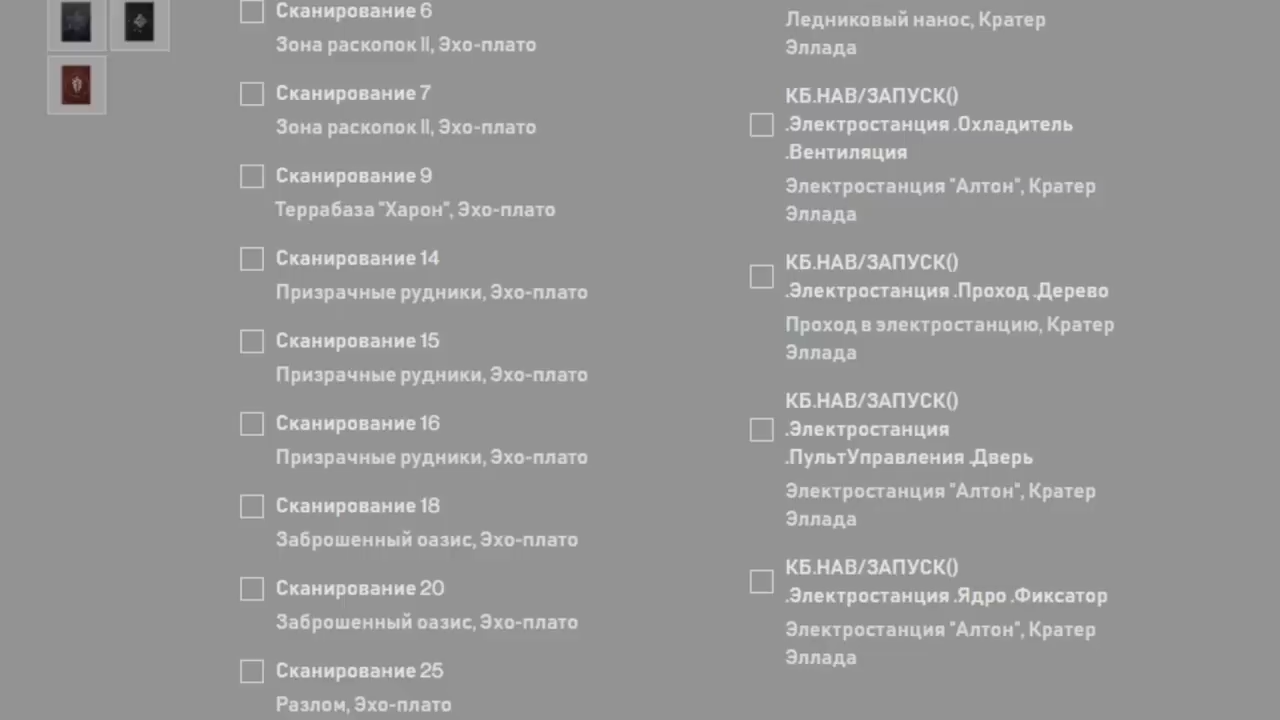 Сканирование 6
Зона раскопок II, Эхо-плато
Сканирование 7
Зона раскопок II, Эхо-плато
Сканирование 9
Террабаза "Харон", Эхо-плато
Сканирование 14
Призрачные рудники, Эхо-плато
Сканирование 15
Призрачные рудники, Эхо-плато
Сканирование 16
Призрачные рудники, Эхо-плато
Сканирование 18
Заброшенный оазис, Эхо-плато
Сканирование 20
Заброшенный оазис, Эхо-плато
Сканирование 25
Разлом, Эхо-плато
Ледниковый нанос, Кратер
Эллада
КБ.НАВ/ЗАПУСК()
.Электростанция .Охладитель
.Вентиляция
Электростанция "Алтон", Кратер
Эллада
КБ.НАВ/ЗАПУСК()
.Электростанция .Проход .Дерево
Проход в электростанцию, Кратер
Эллада
КБ.НАВ/ЗАПУСК()
.Электростанция
.ПультУправления .Дверь
Электростанция "Алтон", Кратер
Эллада
КБ.НАВ/ЗАПУСК()
.Электростанция .Ядро .Фиксатор
Электростанция "Алтон", Кратер
Эллада